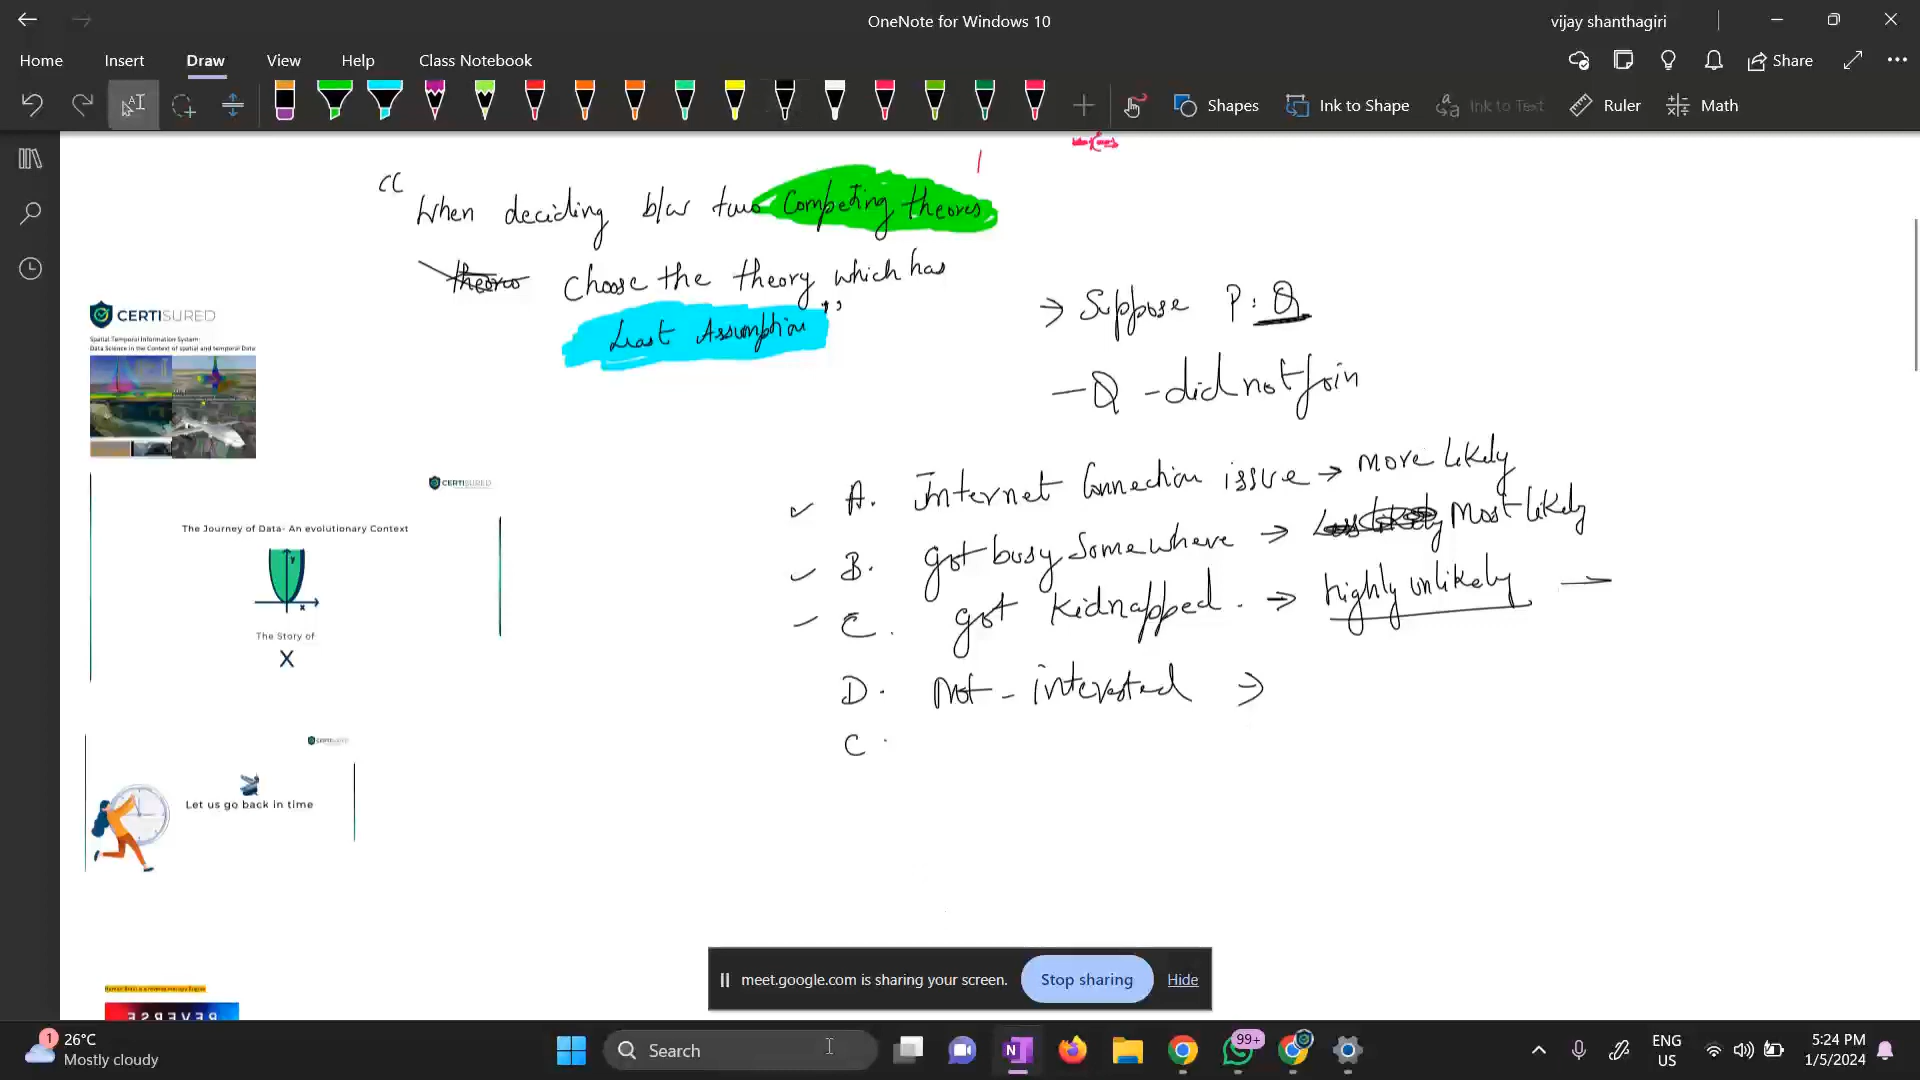 OneNote for Windows 10
vijay shanthagiri
Home Insert Draw View Help Class Notebook
Share
Shapes Ink to Shape Ink to Text Ruler Math
When deciding b/w two Competing theores
choose the theory which has
Least Assumption
→ Suppose P: Q
- Q - did not join
A. Internet Connection issue → more likely
B. got busy somewhere → Most likely
C. got kidnapped. → highly unlikely
D. Not - interested →
C.
CERTISURED
Spatial Temporal Information System:
Data Science in the Context of spatial and temporal Data
CERTISURED
The Journey of Data- An evolutionary Context
y
x
The Story of
X
CERTISURED
Let us go back in time
REVERSE
meet.google.com is sharing your screen. Stop sharing Hide
1
26°C
Mostly cloudy
Search
99+
ENG
US
5:24 PM
1/5/2024